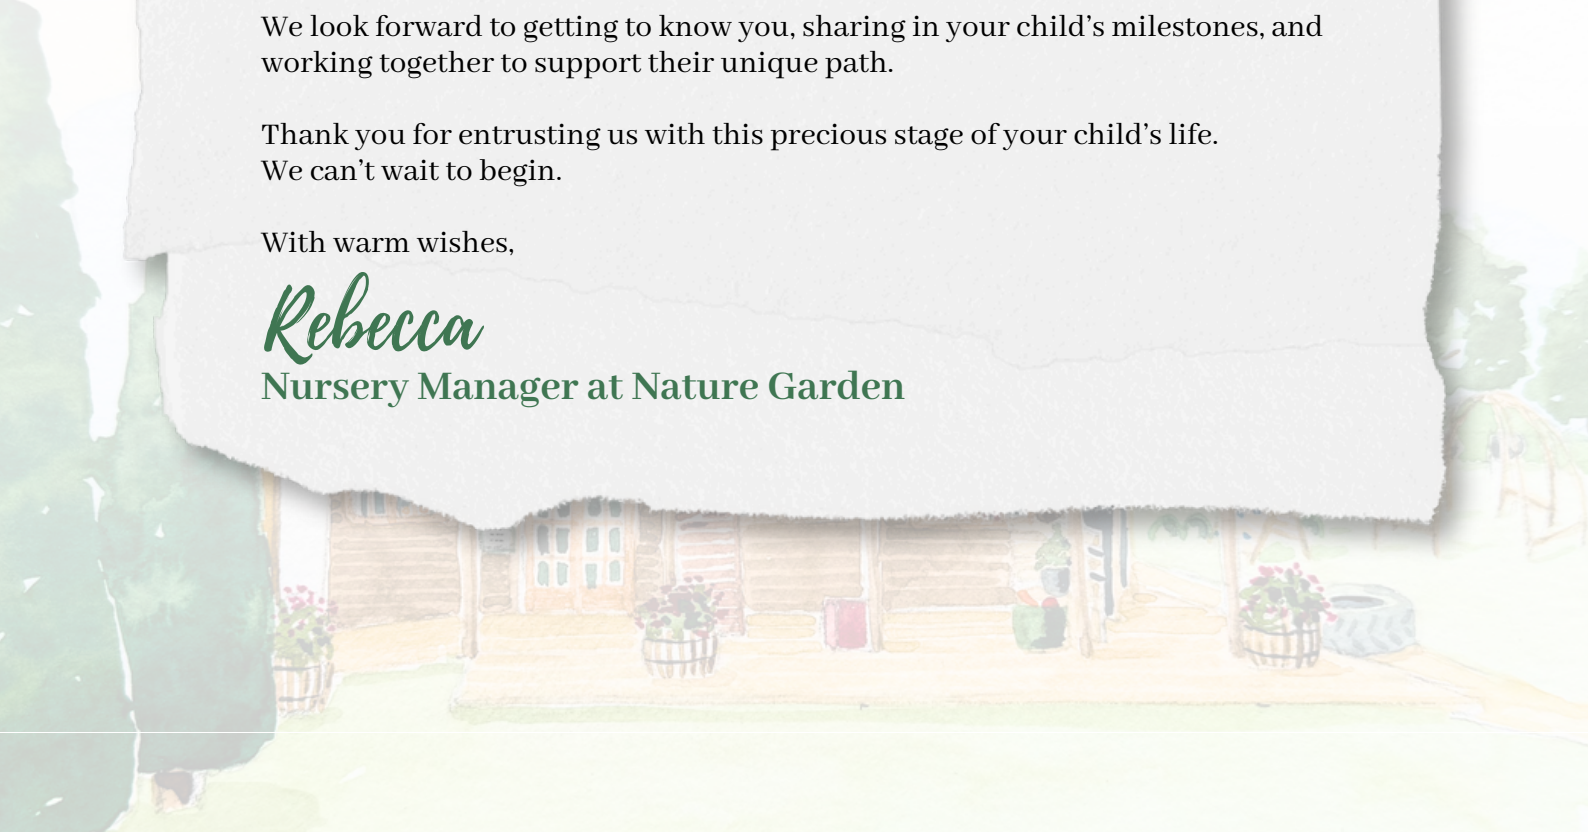 We look forward to getting to know you, sharing in your child’s milestones, and
working together to support their unique path.
Thank you for entrusting us with this precious stage of your child’s life.
We can’t wait to begin.
With warm wishes,
Rebecca
Nursery Manager at Nature Garden